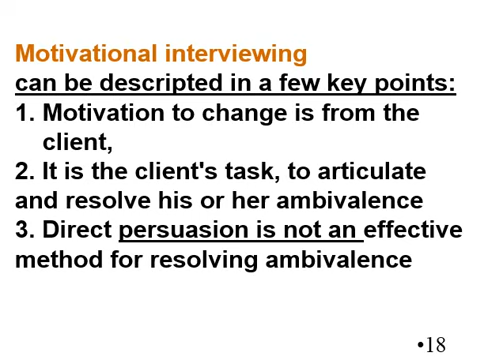 Motivational interviewing
can be descripted in a few key points:
1. Motivation to change is from the
client,
2. It is the client's task, to articulate
and resolve his or her ambivalence
3. Direct persuasion is not an effective
method for resolving ambivalence
•18